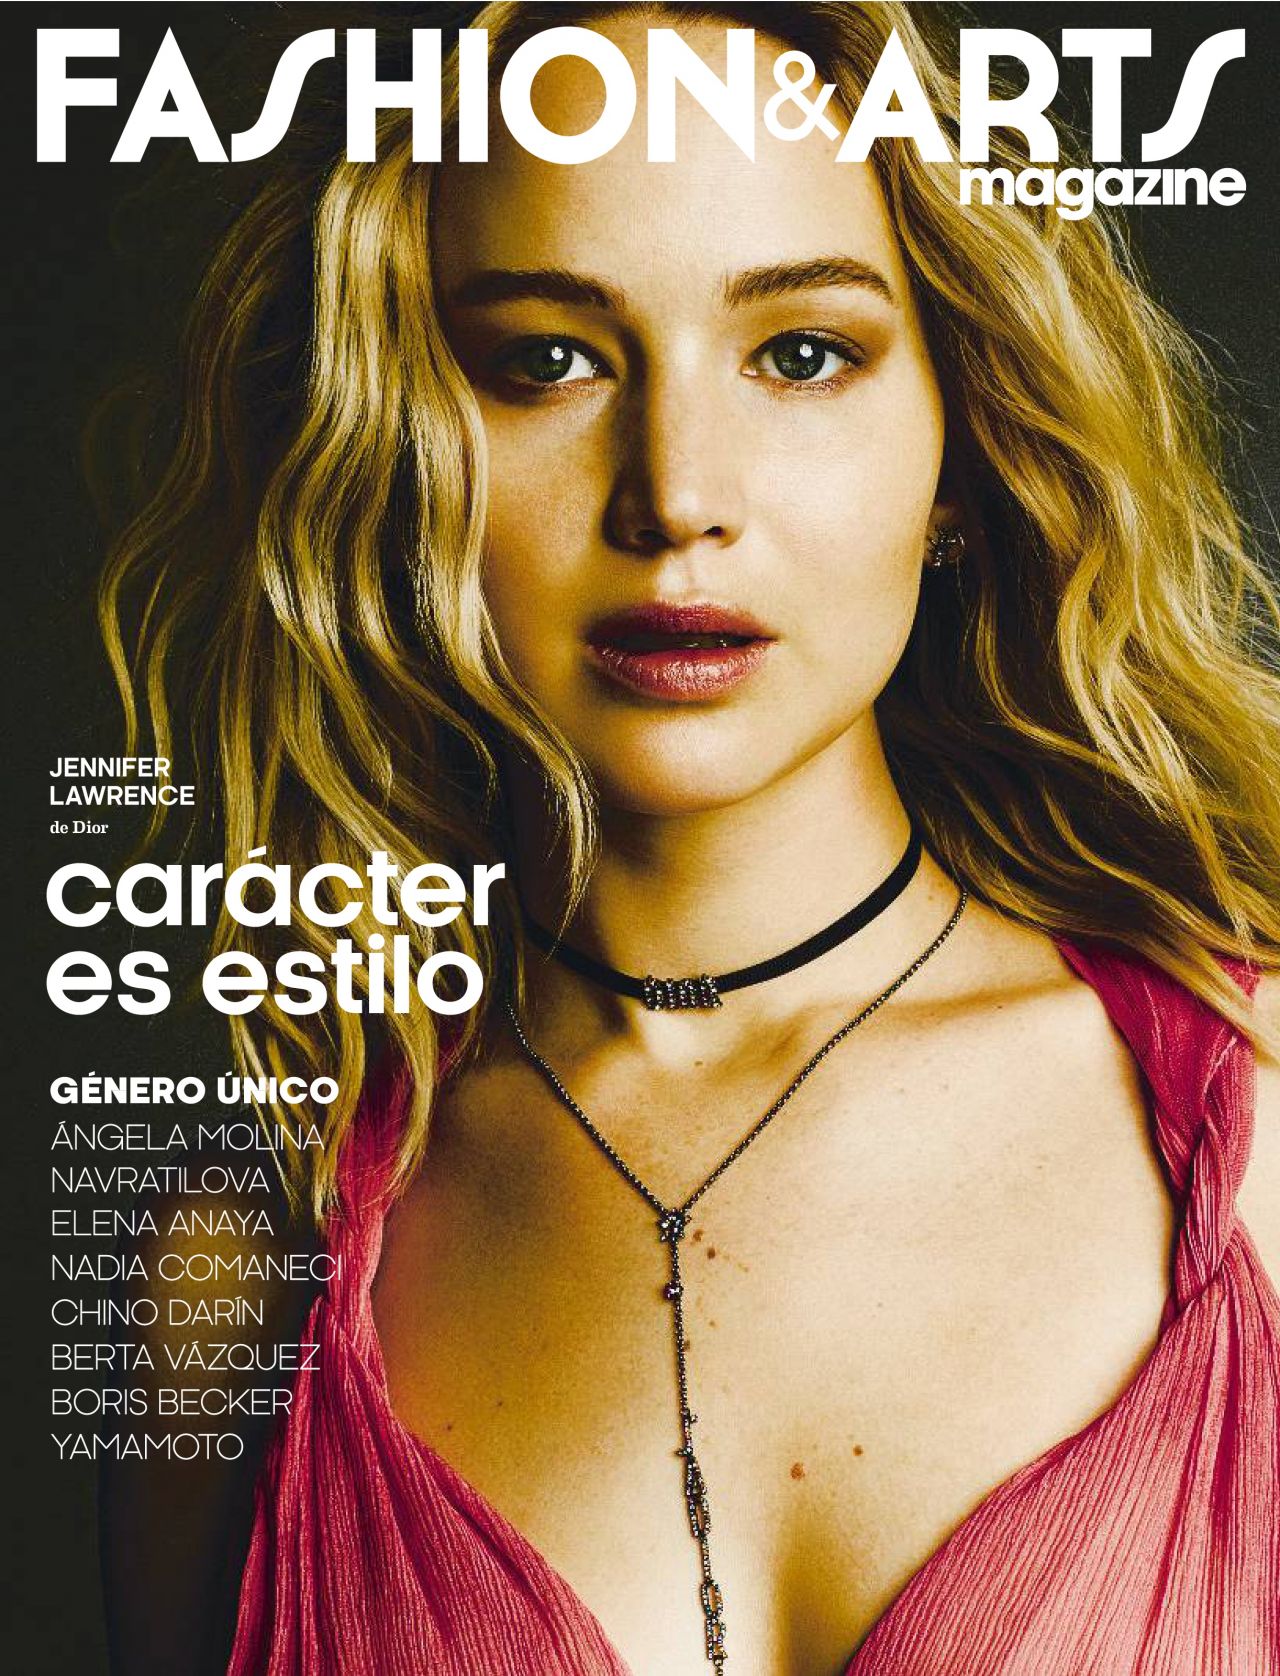 FASHION&ARTS
magazine
JENNIFER
LAWRENCE
de Dior
carácter
es estilo
GÉNERO ÚNICO
ÁNGELA MOLINA
NAVRATILOVA
ELENA ANAYA
NADIA COMANECI
CHINO DARÍN
BERTA VÁZQUEZ
BORIS BECKER
YAMAMOTO